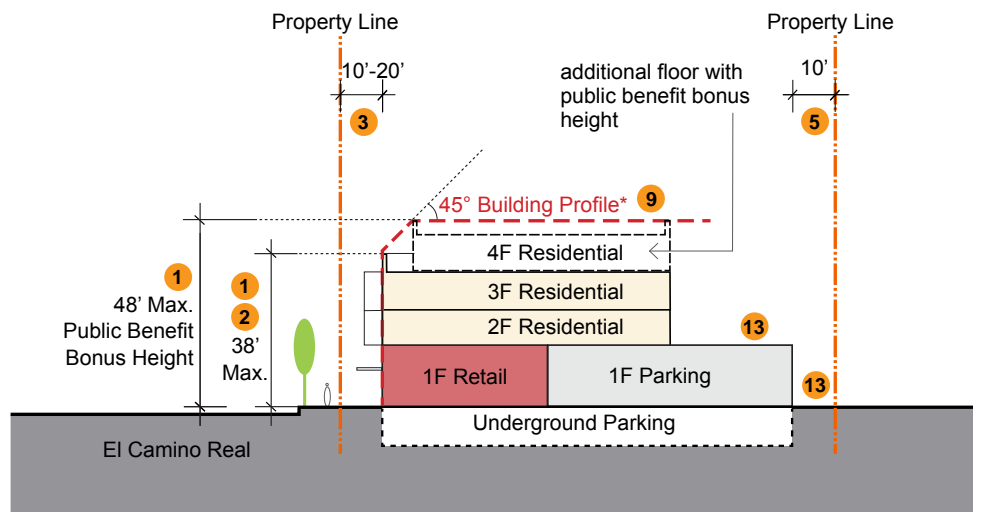 Property Line
Property Line
10’-20’
10’
additional floor with
public benefit bonus
height
3
5
45° Building Profile*
9
4F Residential
1
48’ Max.
Public Benefit
Bonus Height
1
2
38’
Max.
3F Residential
2F Residential
13
1F Retail
1F Parking
13
Underground Parking
El Camino Real